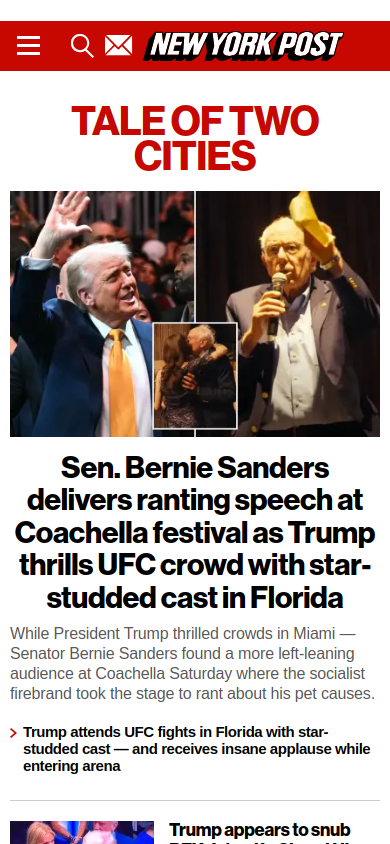 NEW YORK POST
TALE OF TWO
CITIES
Sen. Bernie Sanders
delivers ranting speech at
Coachella festival as Trump
thrills UFC crowd with star-
studded cast in Florida
While President Trump thrilled crowds in Miami —
Senator Bernie Sanders found a more left-leaning
audience at Coachella Saturday where the socialist
firebrand took the stage to rant about his pet causes.
Trump attends UFC fights in Florida with star-
studded cast — and receives insane applause while
entering arena
Trump appears to snub